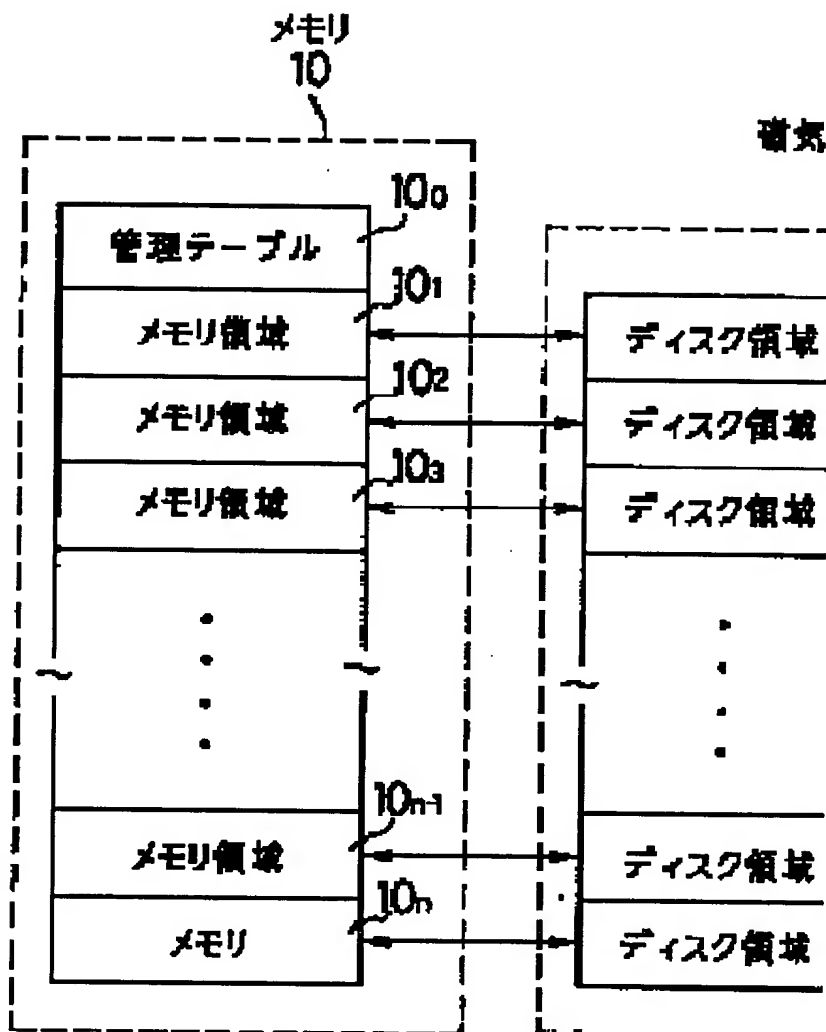 メモリ
10
磁気
10₀
管理テーブル
10₁
メモリ領域
ディスク領域
10₂
メモリ領域
ディスク領域
10₃
メモリ領域
ディスク領域
10ₙ₋₁
メモリ領域
ディスク領域
10ₙ
メモリ
ディスク領域